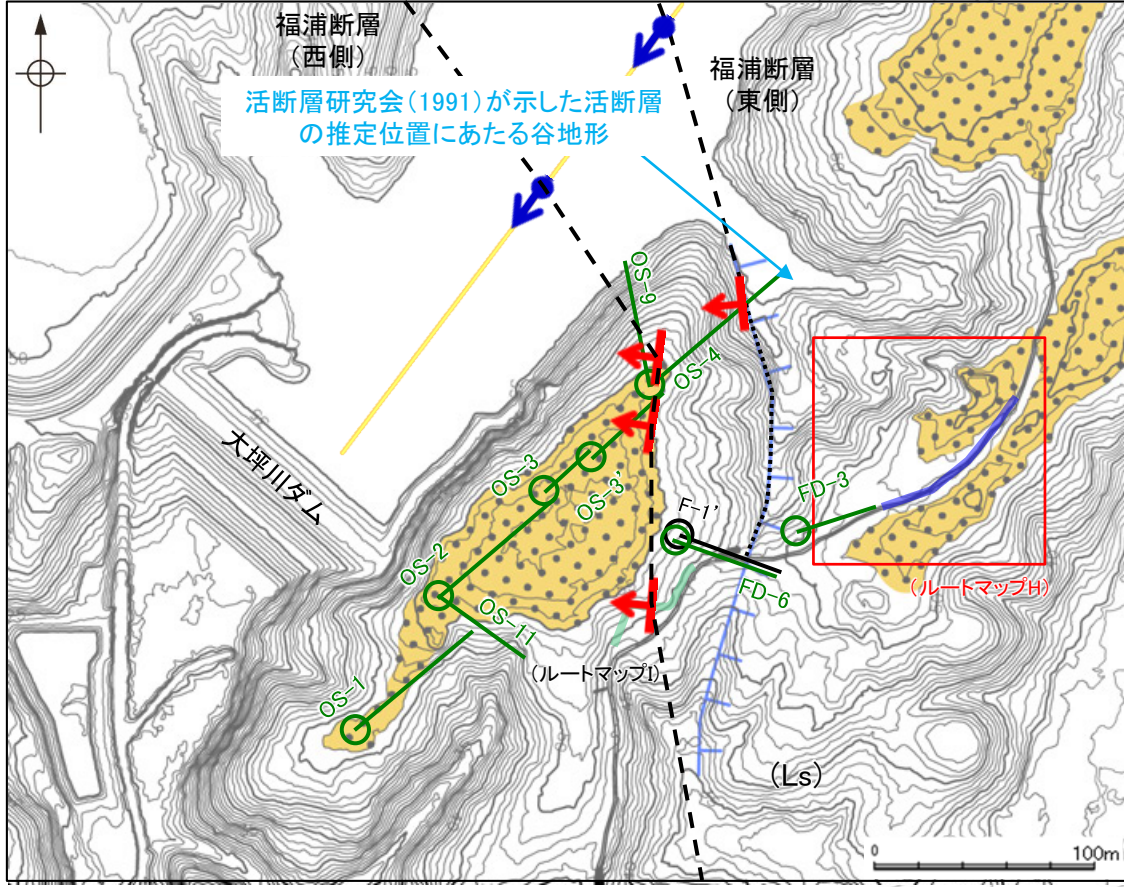 福浦断層
(西側)
福浦断層
(東側)
活断層研究会(1991)が示した活断層
の推定位置にあたる谷地形
OS-9
OS-4
大坪川ダム
OS-3
OS-3'
FD-3
F-1'
OS-2
FD-6
(ルートマップH)
OS-11
(ルートマップI)
OS-1
(Ls)
0
100m